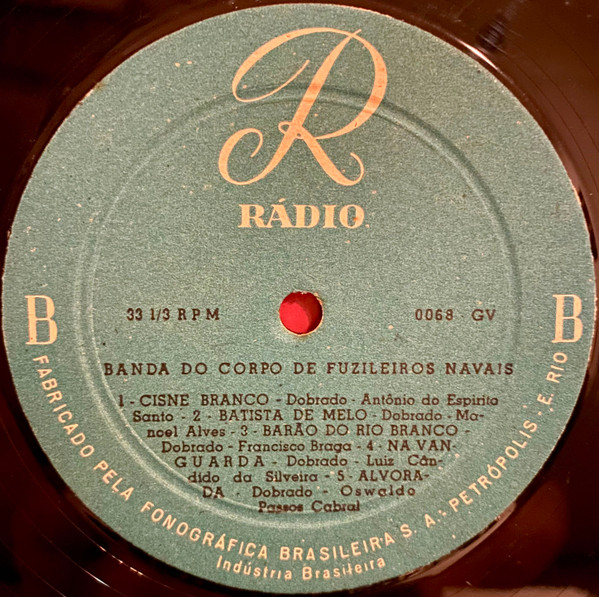 R
RÁDIO
B
B
33 1/3 RPM
0068 GV
BANDA DO CORPO DE FUZILEIROS NAVAIS
1 - CISNE BRANCO - Dobrado - Antônio do Espirito
Santo - 2 - BATISTA DE MELO - Dobrado - Ma-
noel Alves - 3 - BARÃO DO RIO BRANCO -
Dobrado - Francisco Braga - 4 - NA VAN-
GUARDA - Dobrado - Luiz Cân-
dido da Silveira - 5 - ALVORA-
DA - Dobrado - Oswaldo
Passos Cabral
FABRICADO PELA FONOGRÁFICA BRASILEIRA S. A. - PETRÓPOLIS - E. RIO
Indústria Brasileira